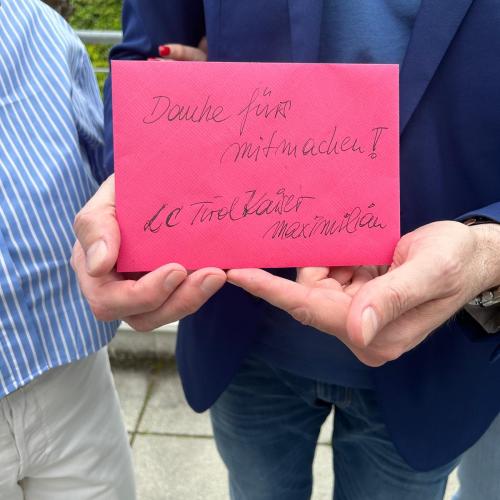 Danke fürs
mitmachen!
LC Tirol Kaiser
maximilian